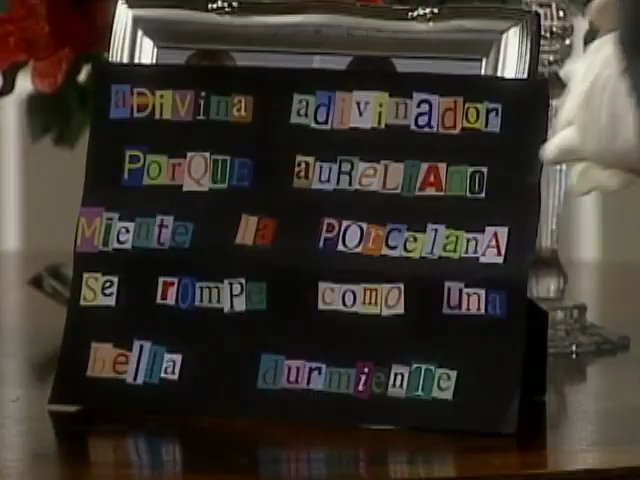 aDivina adivinador
PorQUE auReLiAno
Miente la POrcelanA
Se rompe como una
bella durmienTe